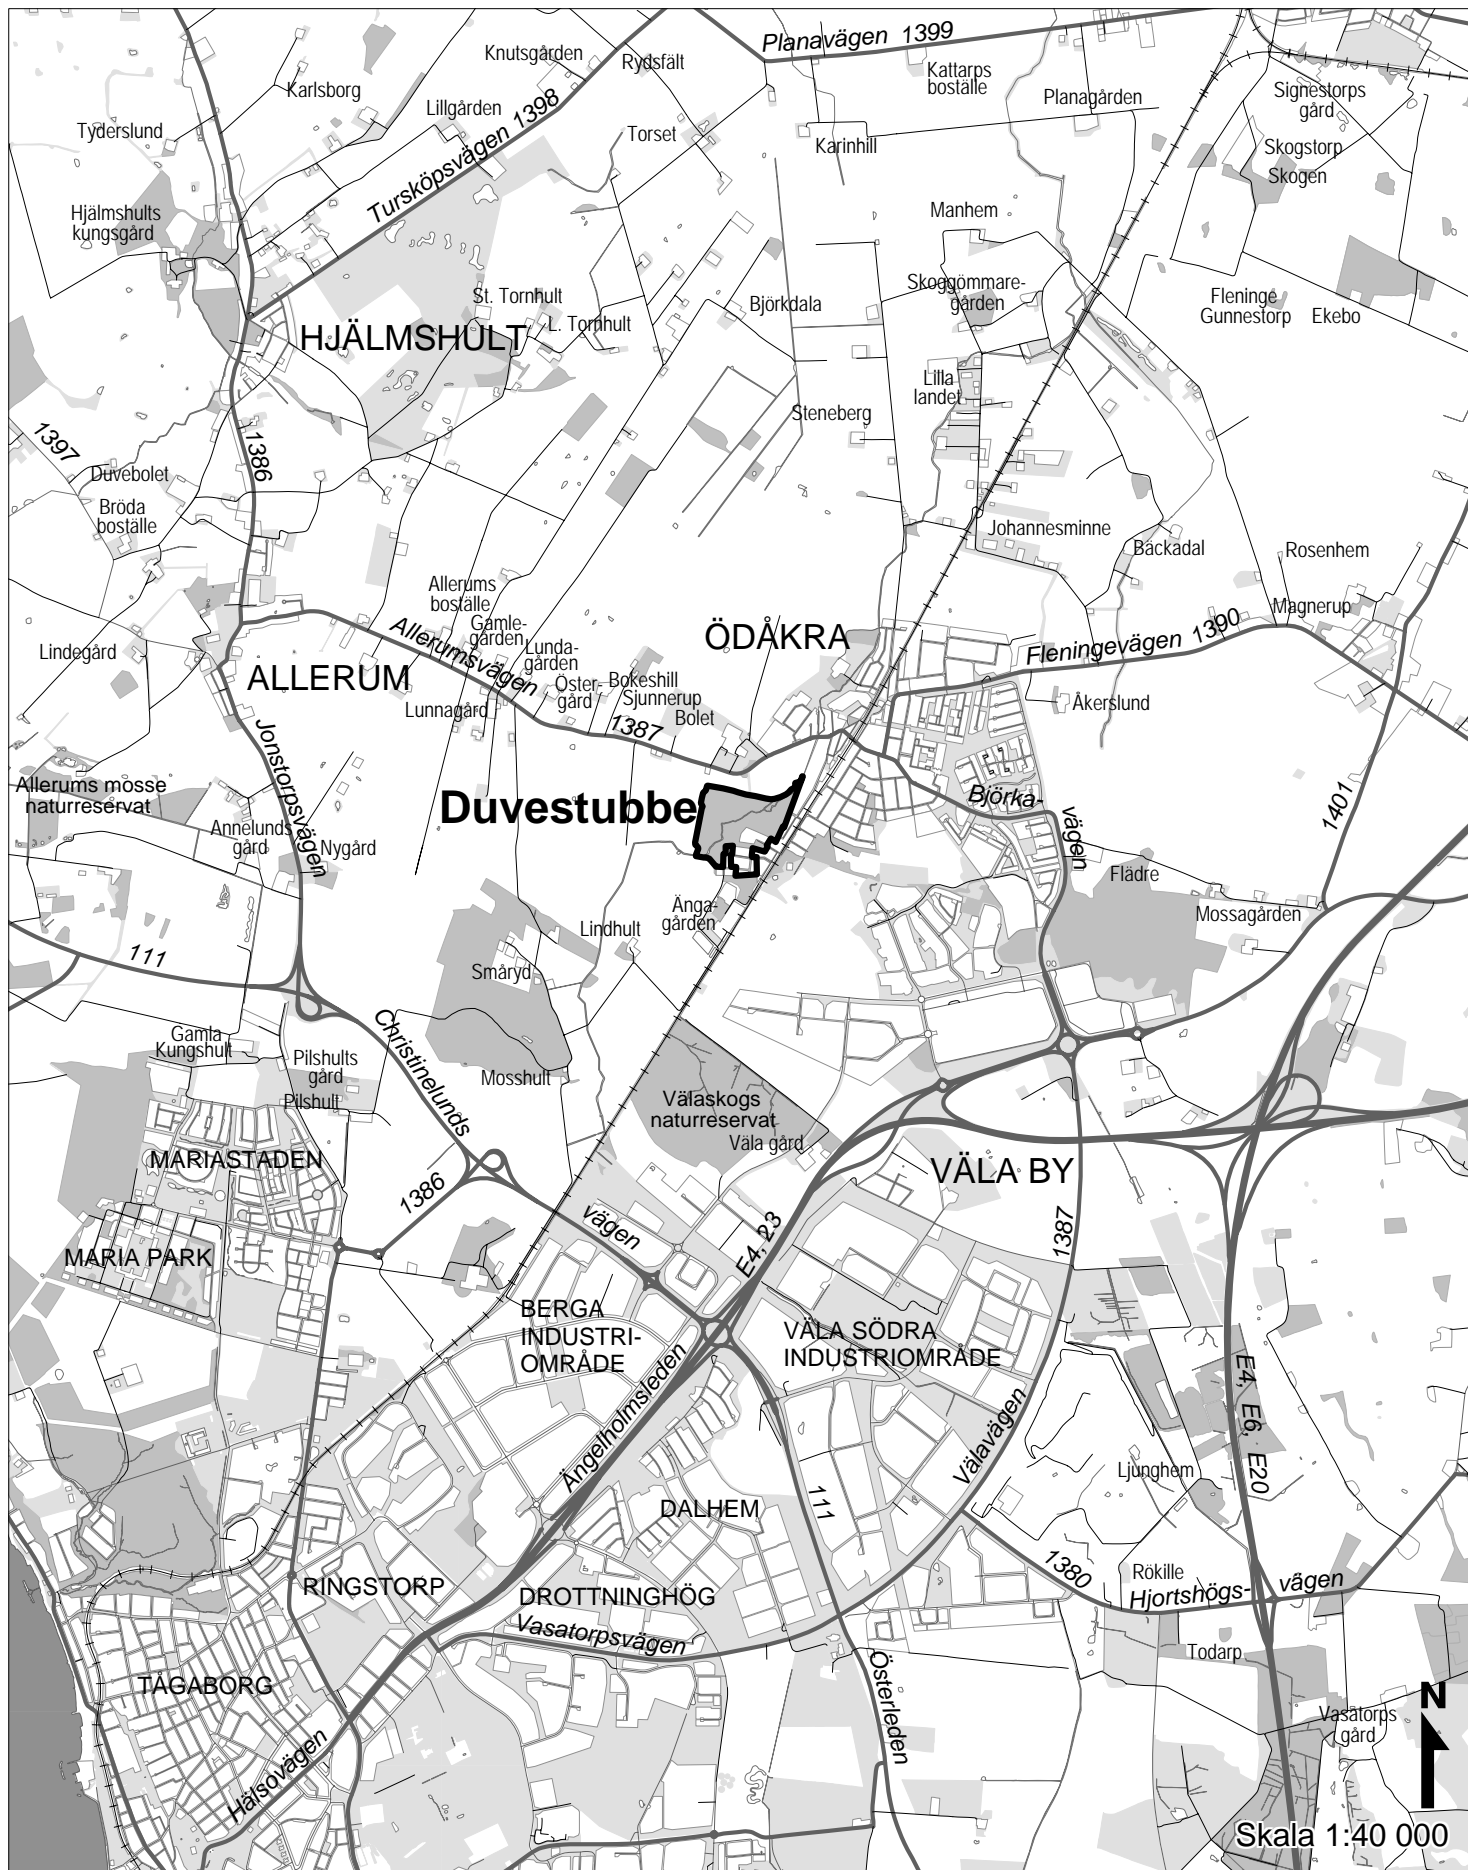 Planavägen 1399
Knutsgården
Rydsfält
Kattarps
boställe
Karlsborg
Lillgården
Planagården
Signestorps
gård
Tyderslund
Tursköpsvägen 1398
Torset
Karinhill
Skogstorp
Skogen
Hjälmshults
kungsgård
Manhem
St. Tornhult
L. Tornhult
Björkdala
Skoggömmare-
gården
Fleninge
Gunnestorp
Ekebo
HJÄLMSHULT
Lilla
landet
Steneberg
1397
1386
Duvebolet
Bröda
boställe
Johannesminne
Bäckadal
Rosenhem
Allerums
boställe
Gamle-
gården
Magnerup
Lindegård
Allerumsvägen
Lunda-
gården
ÖDÅKRA
Fleningevägen 1390
ALLERUM
Lunnagård
Öster-
gård
Bokeshill
Sjunnerup
Bolet
Åkerslund
1387
Jonstorpsvägen
Allerums mosse
naturreservat
Duvestubbe
Björka-
vägen
1401
Annelunds
gård
Nygård
Flädre
Änga-
gården
Mossagården
Lindhult
111
Småryd
Gamla
Kungshult
Christinelunds
Pilshults
gård
Pilshult
Mosshult
Välaskogs
naturreservat
Väla gård
MARIASTADEN
VÄLA BY
1386
MARIA PARK
vägen
E4, 23
1387
BERGA
INDUSTRI-
OMRÅDE
VÄLA SÖDRA
INDUSTRIOMRÅDE
Ängelholmsleden
E4, E6, E20
Välavägen
Ljunghem
DALHEM
111
RINGSTORP
DROTTNINGHÖG
1380
Rökille
Hjortshögs-
vägen
Vasatorpsvägen
Todarp
TÅGABORG
Österleden
N
Vasatorps
gård
Hälsovägen
Skala 1:40 000